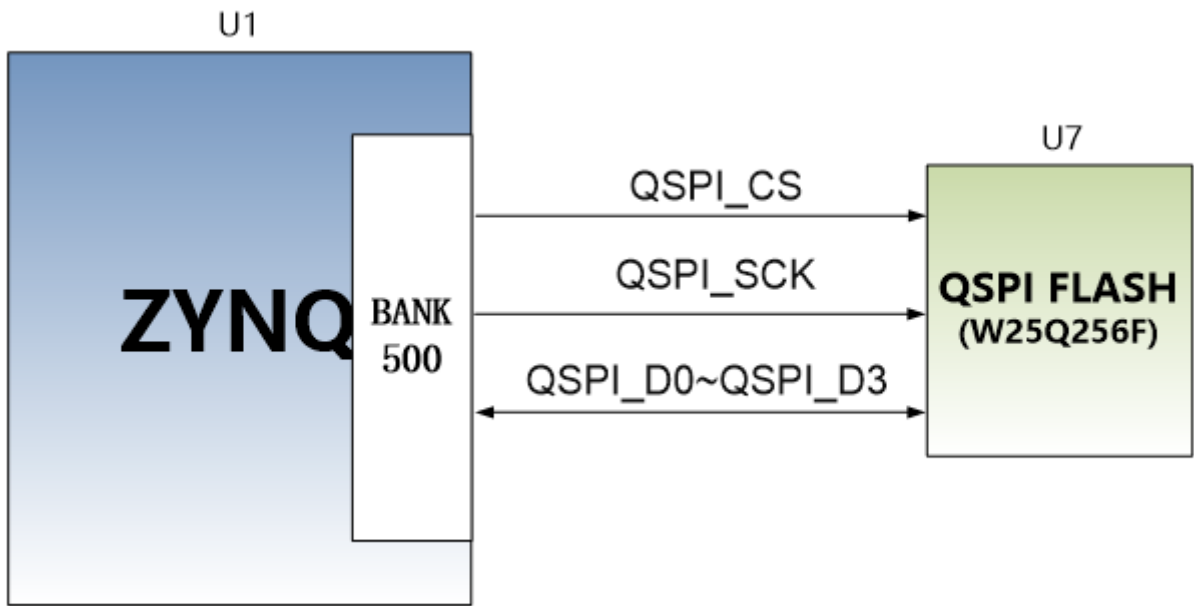 U1
U7
QSPI_CS
QSPI_SCK
ZYNQ
BANK
500
QSPI FLASH
(W25Q256F)
QSPI_D0~QSPI_D3